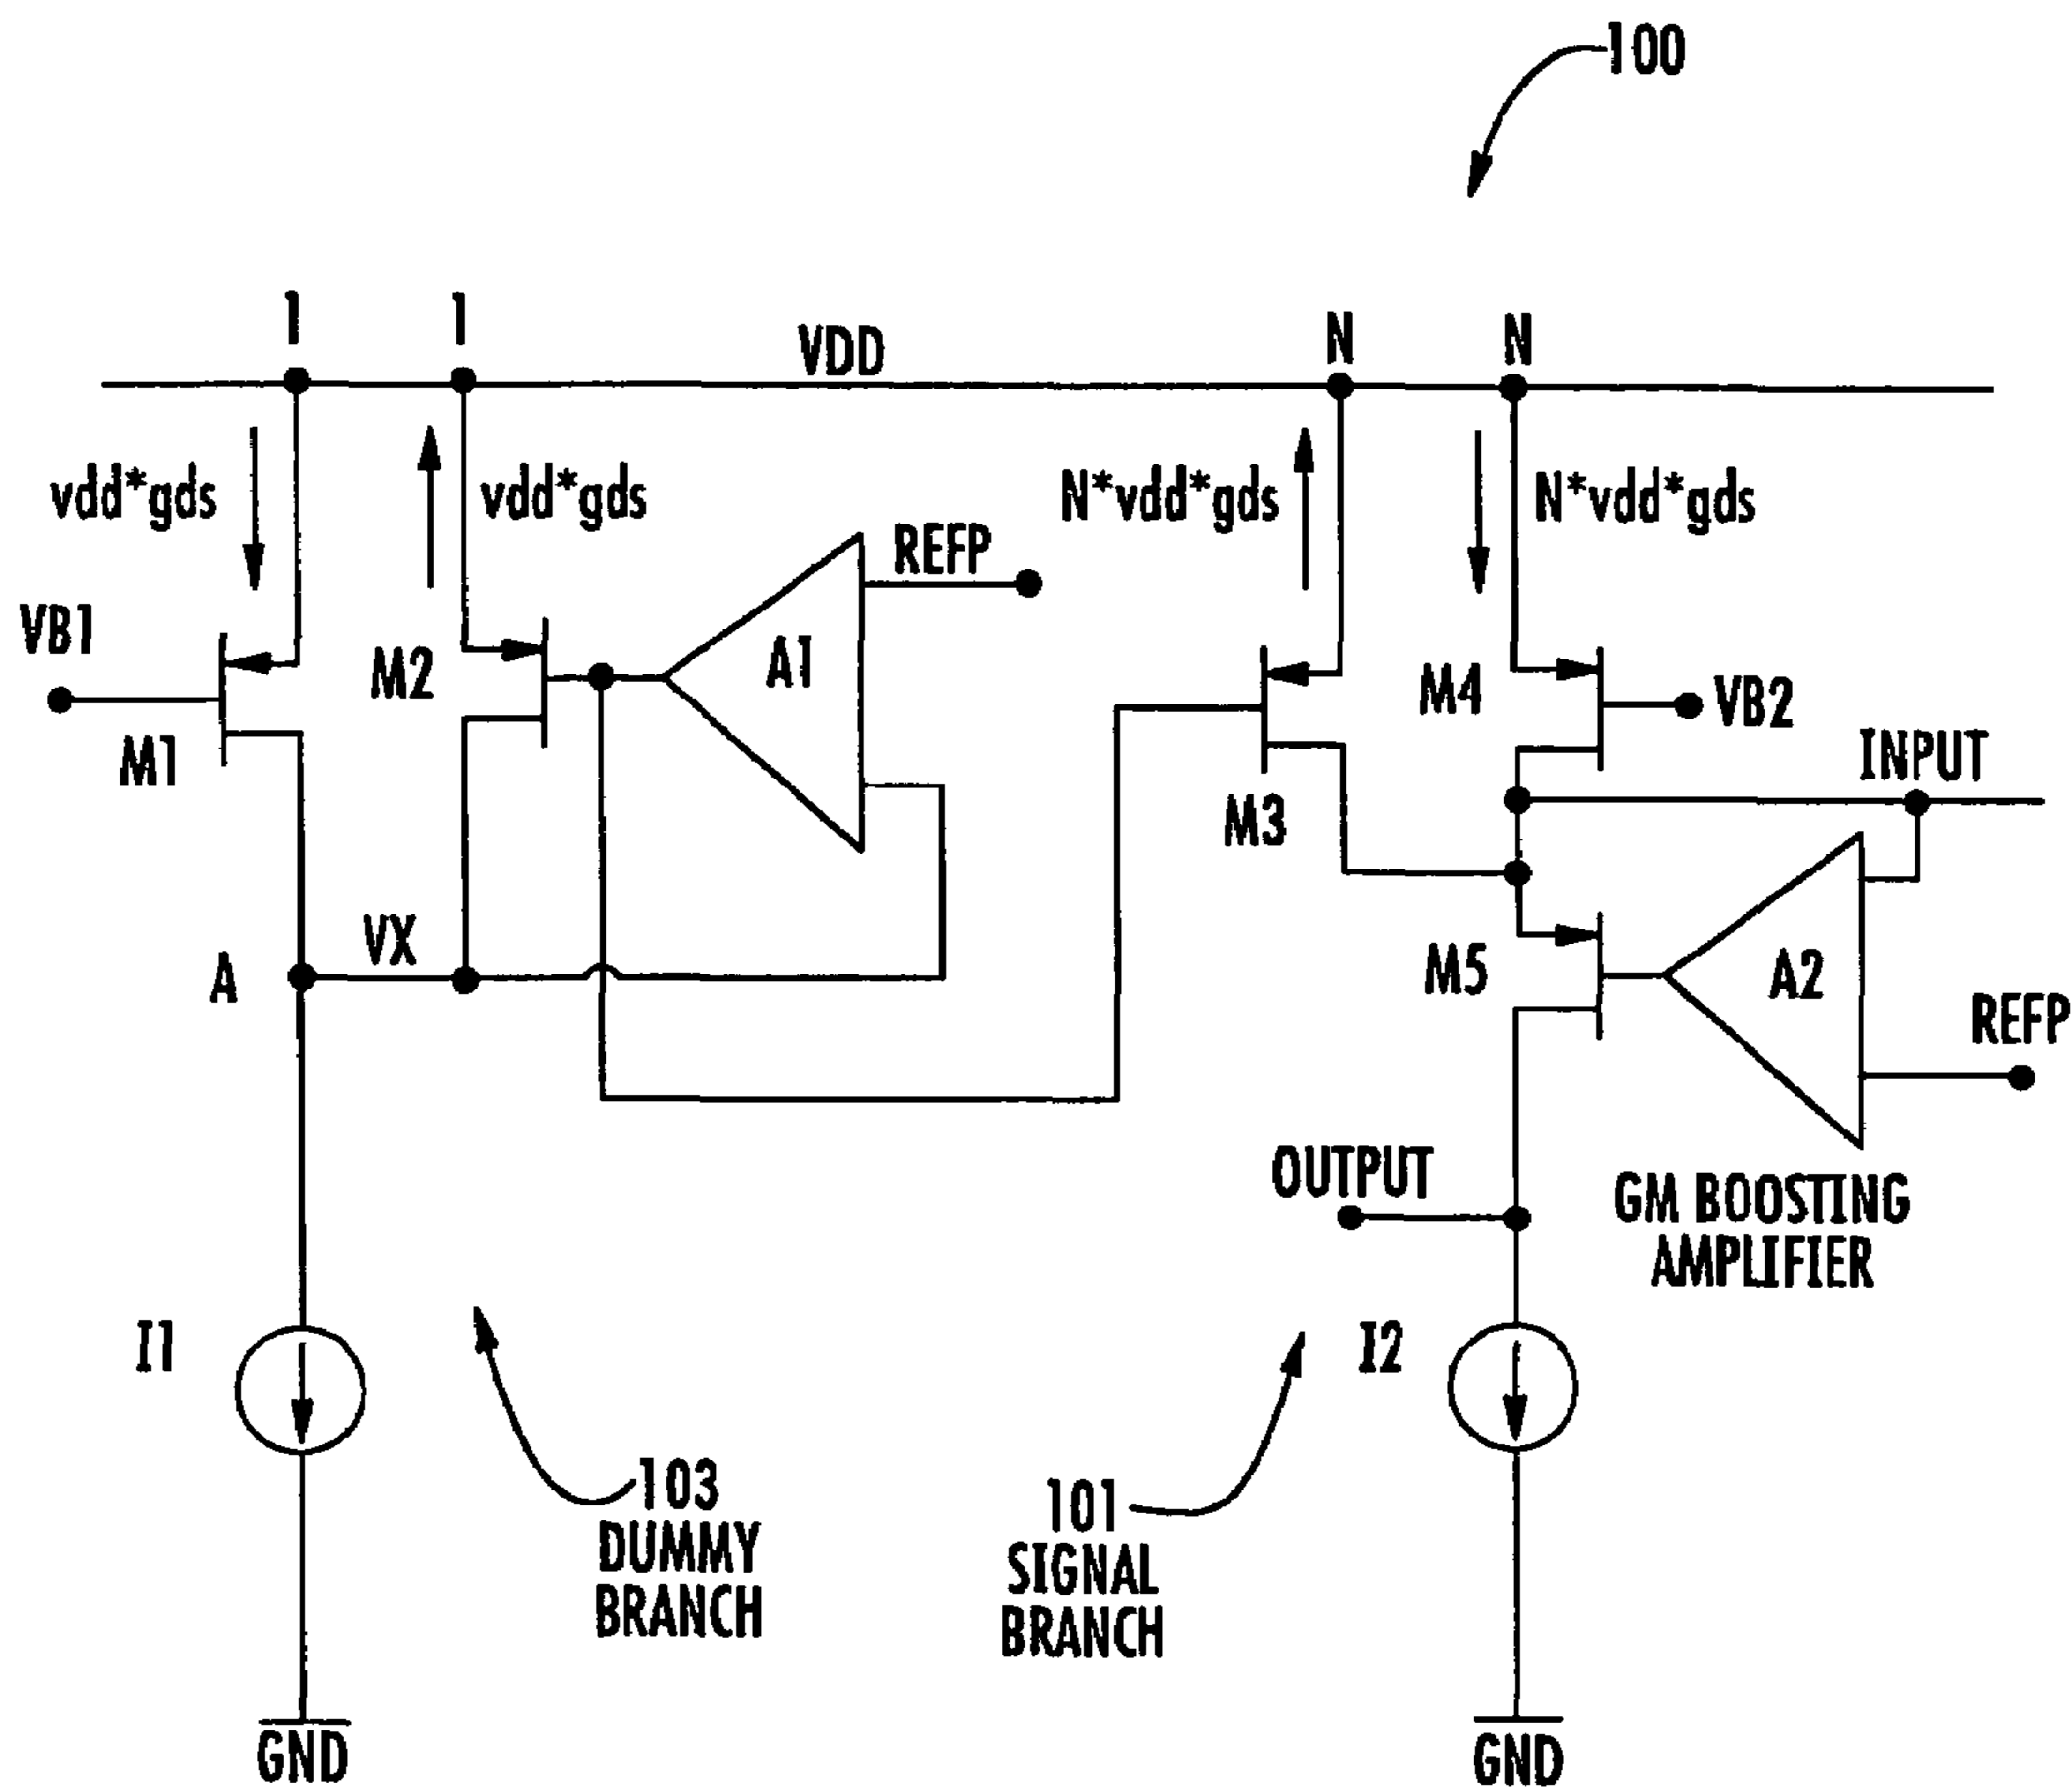 100
1
1
VDD
N
N
vdd*gds
vdd*gds
N*vdd*gds
N*vdd*gds
REFP
VB1
M2
A1
M4
VB2
M1
INPUT
M3
VX
A
M5
A2
REFP
OUTPUT
GM BOOSTING
AMPLIFIER
I1
I2
103
DUMMY
BRANCH
101
SIGNAL
BRANCH
GND
GND